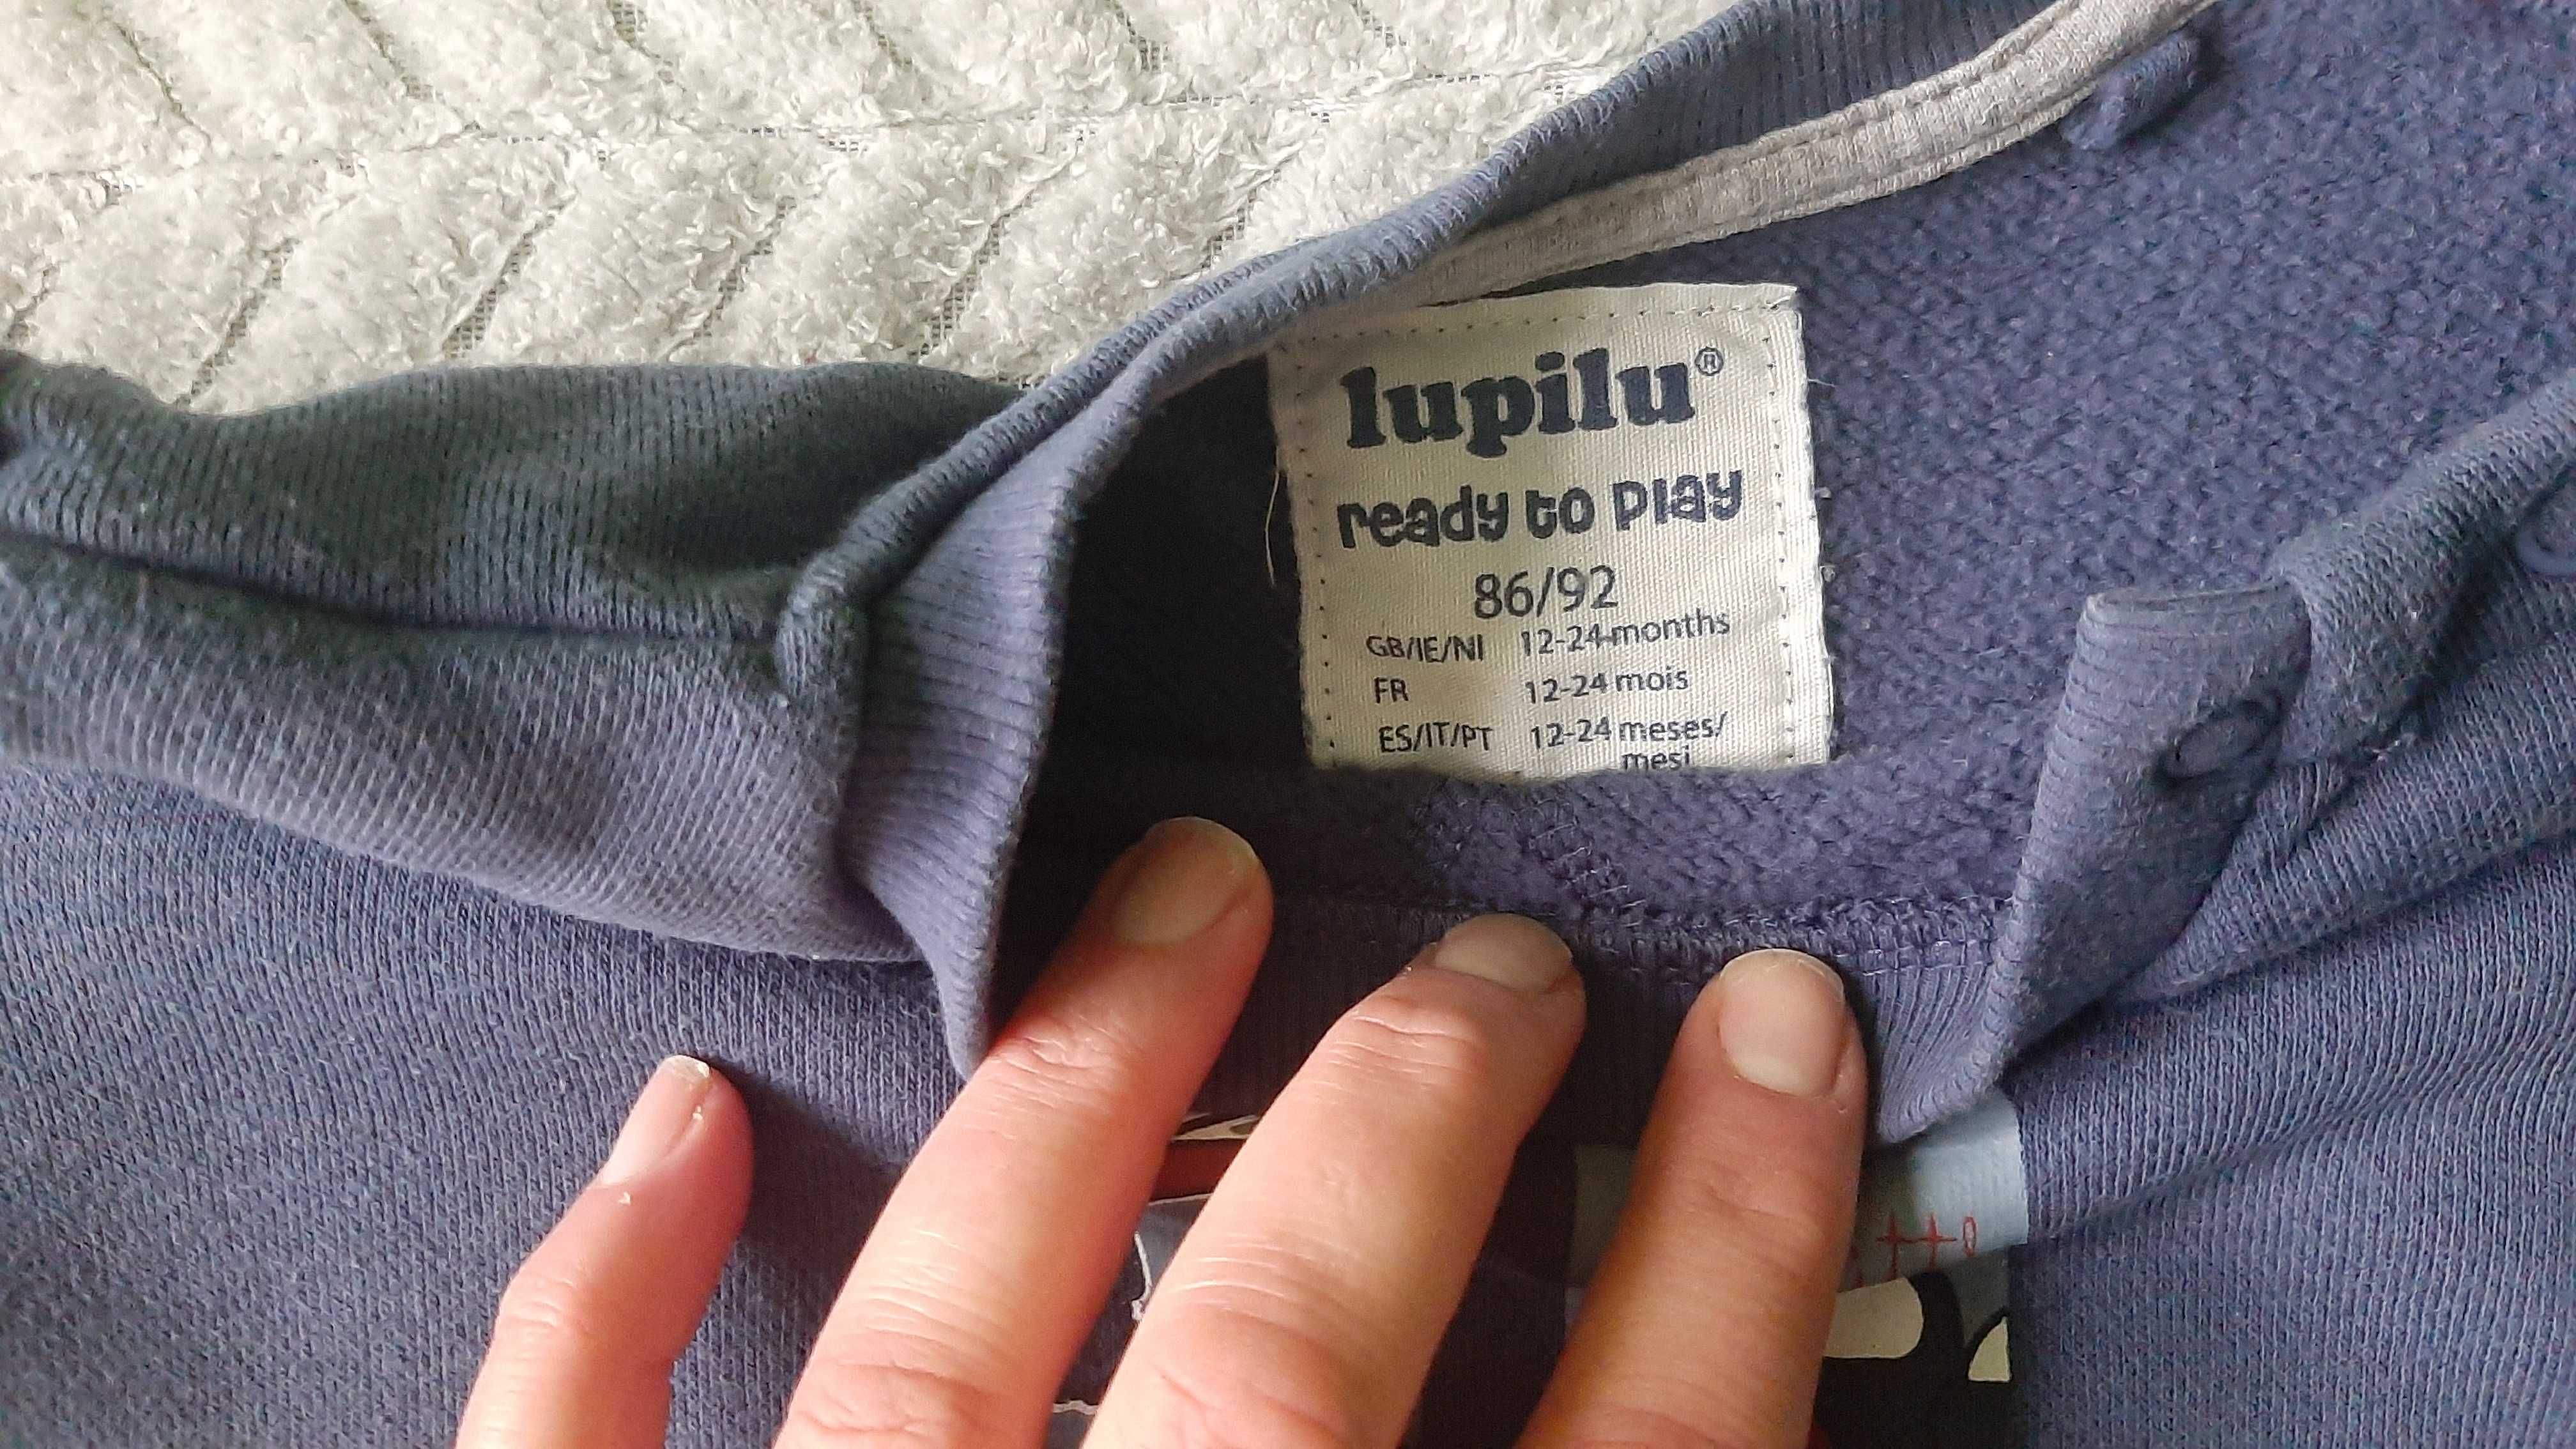 lupilu®
ready to play
86/92
GB/IE/NI 12-24 months
FR 12-24 mois
ES/IT/PT 12-24 meses/
mesi